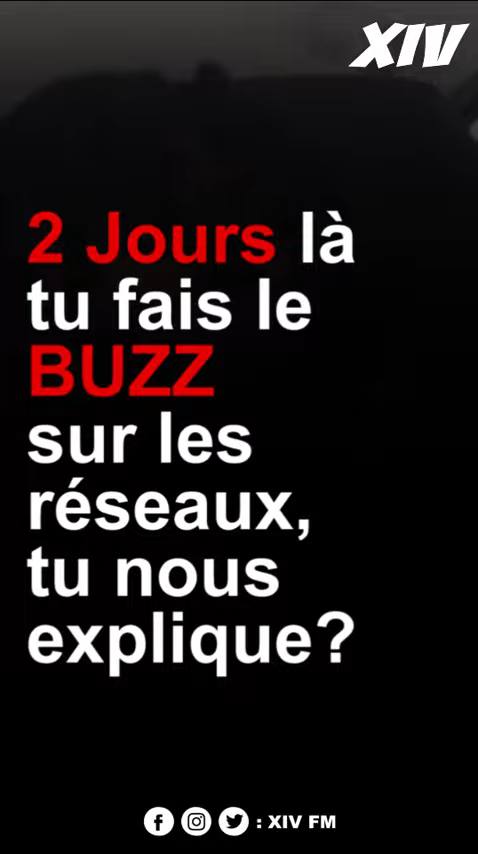 XIV
2 Jours là
tu fais le
BUZZ
sur les
réseaux,
tu nous
explique?
: XIV FM